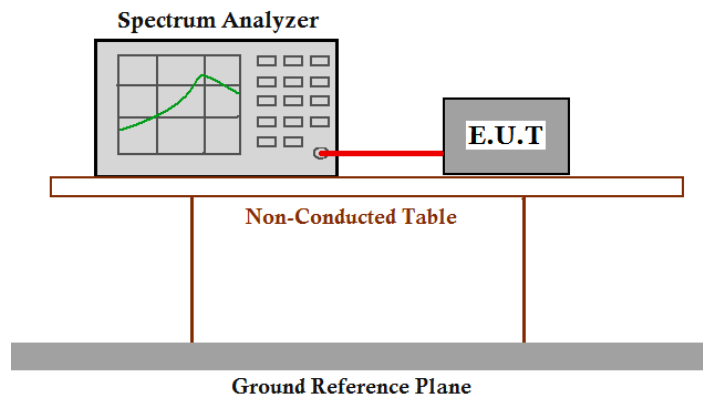 Spectrum Analyzer
E.U.T
Non-Conducted Table
Ground Reference Plane